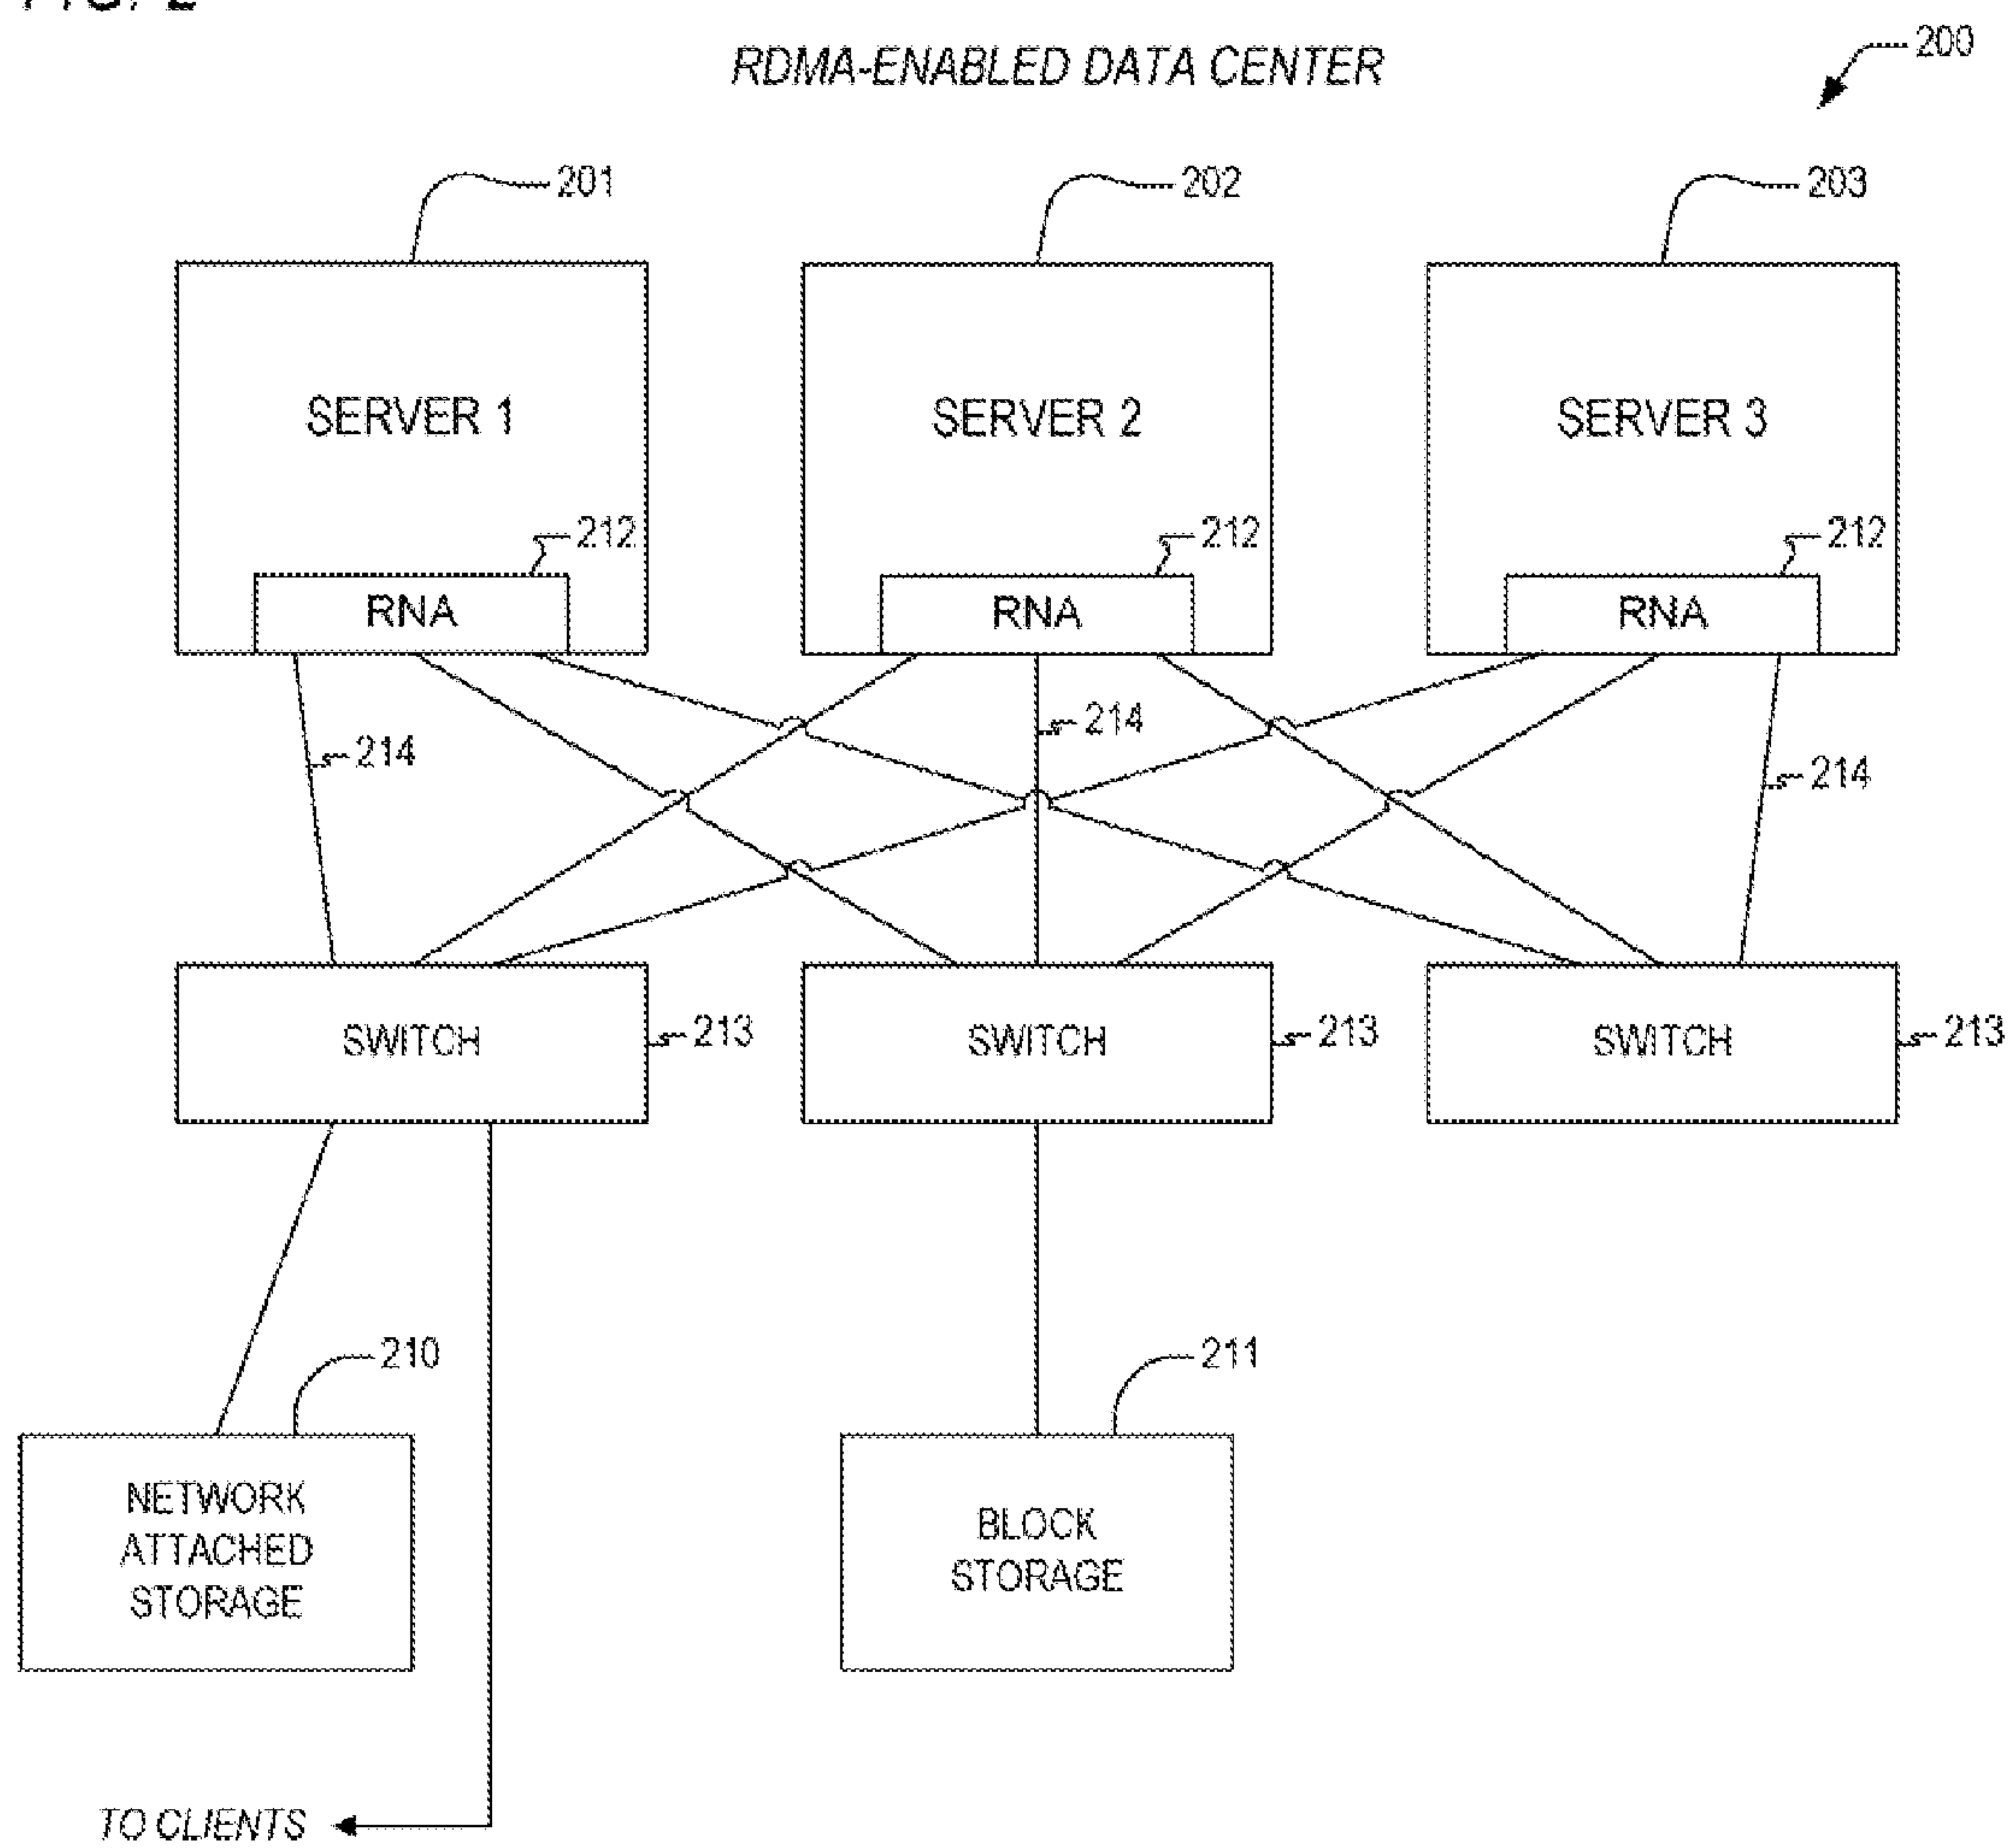 RDMA-ENABLED DATA CENTER
200
201
202
203
SERVER 1
SERVER 2
SERVER 3
212
212
212
RNA
RNA
RNA
214
214
214
SWITCH
213
SWITCH
213
SWITCH
213
210
211
NETWORK
ATTACHED
STORAGE
BLOCK
STORAGE
TO CLIENTS